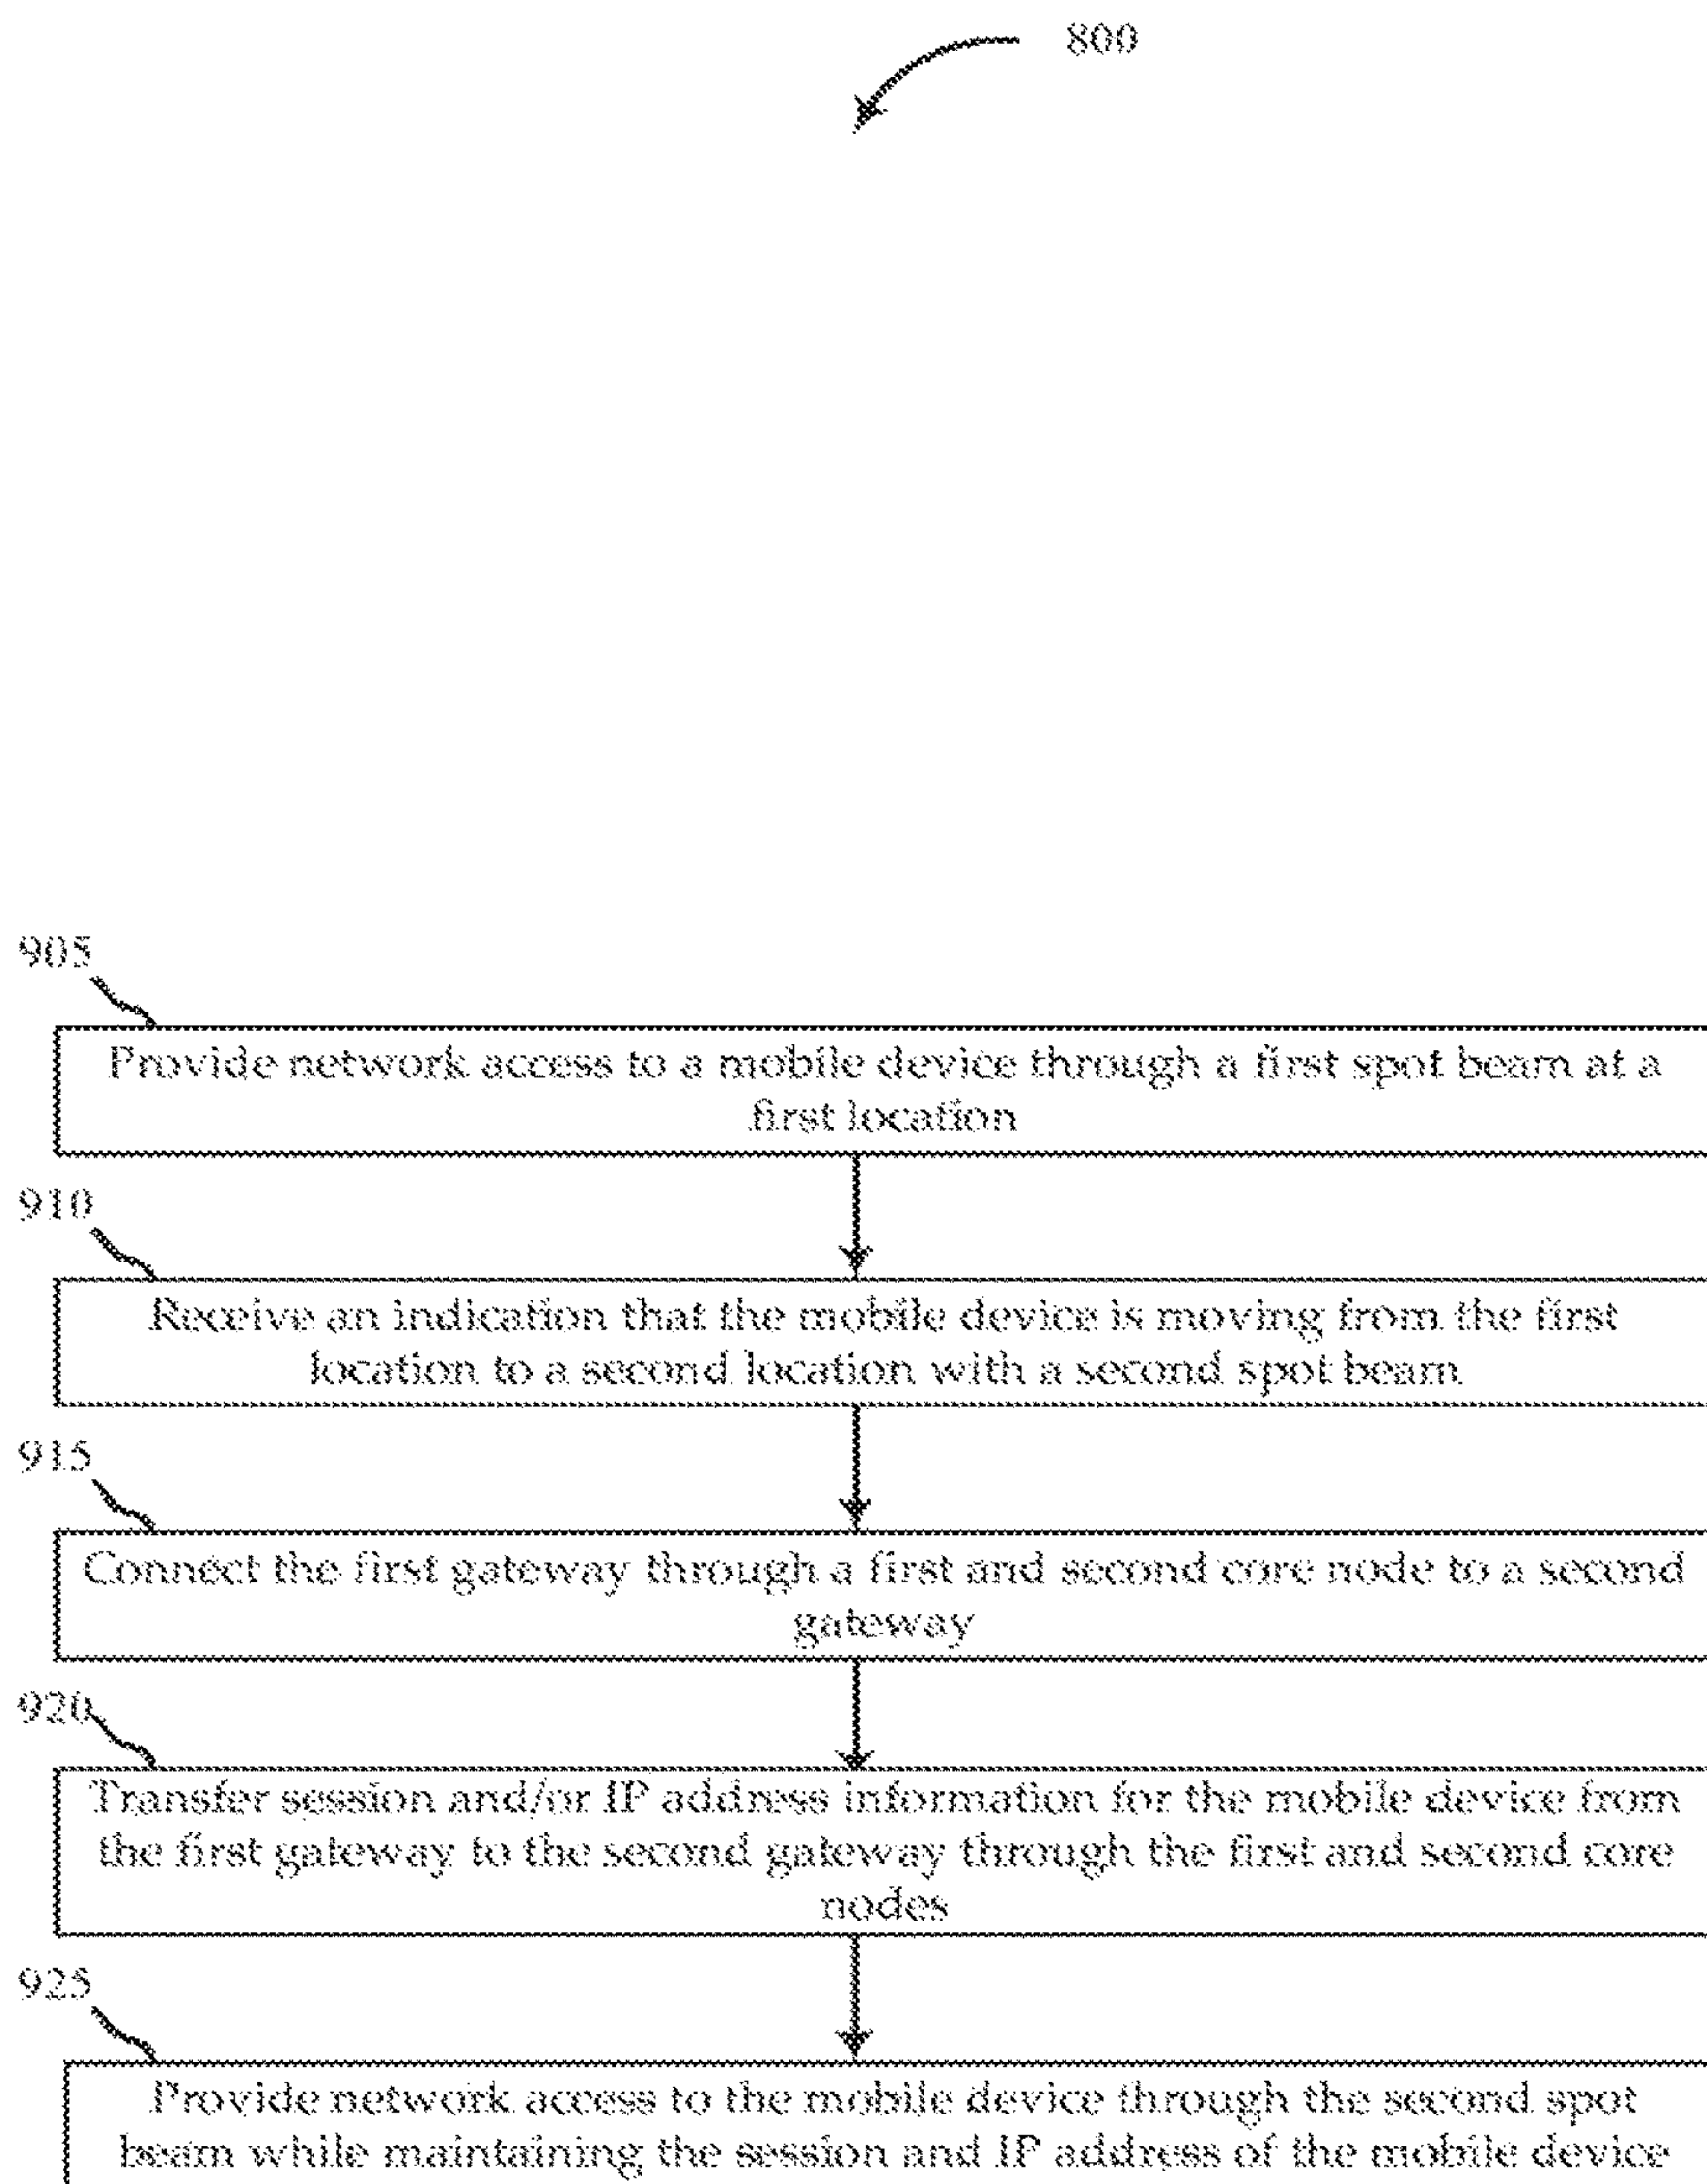 800
905
Provide network access to a mobile device through a first spot beam at a
first location
910
Receive an indication that the mobile device is moving from the first
location to a second location with a second spot beam
915
Connect the first gateway through a first and second core node to a second
gateway
920
Transfer session and/or IP address information for the mobile device from
the first gateway to the second gateway through the first and second core
nodes
925
Provide network access to the mobile device through the second spot
beam while maintaining the session and IP address of the mobile device